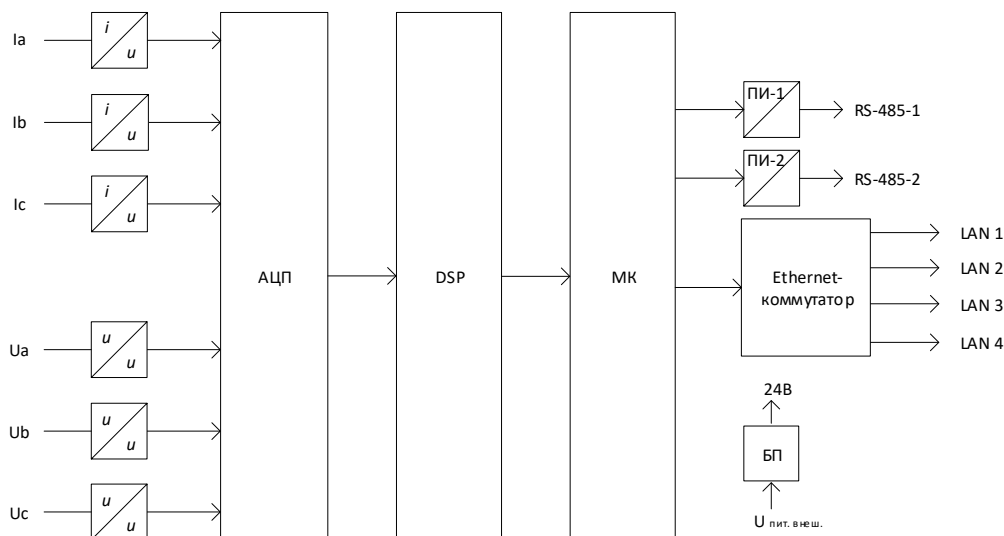 Ia
i
u
Ib
i
u
Ic
i
u
Ua
u
u
Ub
u
u
Uc
u
u
АЦП
DSP
МК
ПИ-1
RS-485-1
ПИ-2
RS-485-2
Ethernet-
коммутатор
LAN 1
LAN 2
LAN 3
LAN 4
24В
БП
U пит. внеш.